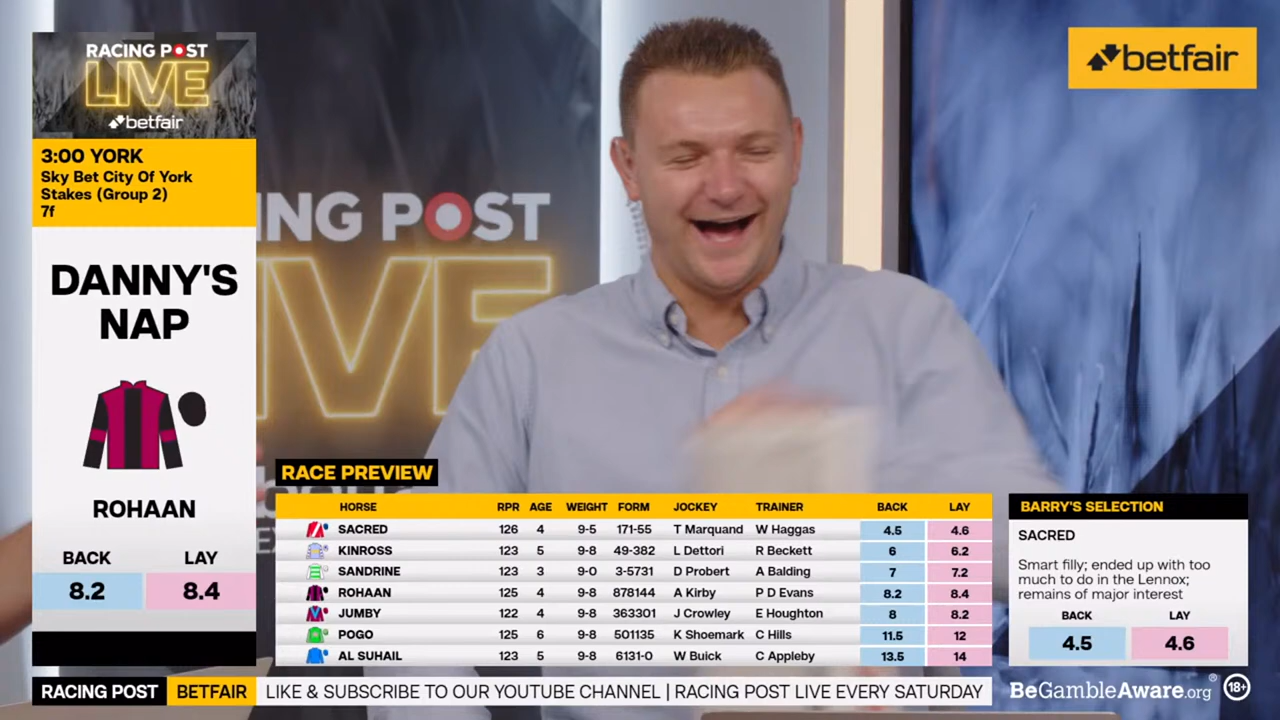 RACING POST
LIVE
betfair
3:00 YORK
Sky Bet City Of York
Stakes (Group 2)
7f
DANNY'S
NAP
ROHAAN
BACK LAY
8.2 8.4
betfair
ING POST
IVE
RACE PREVIEW
HORSE RPR AGE WEIGHT FORM JOCKEY TRAINER BACK LAY
SACRED 126 4 9-5 171-55 T Marquand W Haggas 4.5 4.6
KINROSS 123 5 9-8 49-382 L Dettori R Beckett 6 6.2
SANDRINE 123 3 9-0 3-5731 D Probert A Balding 7 7.2
ROHAAN 125 4 9-8 878144 A Kirby P D Evans 8.2 8.4
JUMBY 122 4 9-8 363301 J Crowley E Houghton 8 8.2
POGO 125 6 9-8 501135 K Shoemark C Hills 11.5 12
AL SUHAIL 123 5 9-8 6131-0 W Buick C Appleby 13.5 14
BARRY'S SELECTION
SACRED
Smart filly; ended up with too
much to do in the Lennox;
remains of major interest
BACK LAY
4.5 4.6
RACING POST BETFAIR LIKE & SUBSCRIBE TO OUR YOUTUBE CHANNEL | RACING POST LIVE EVERY SATURDAY
BeGambleAware.org® 18+